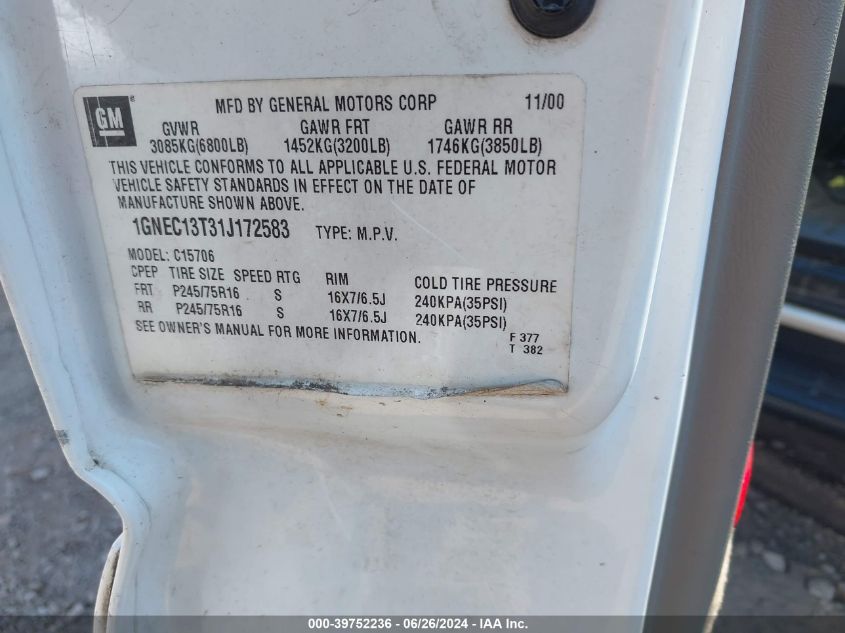 GM
MFD BY GENERAL MOTORS CORP 11/00
GVWR GAWR FRT GAWR RR
3085KG(6800LB) 1452KG(3200LB) 1746KG(3850LB)
THIS VEHICLE CONFORMS TO ALL APPLICABLE U.S. FEDERAL MOTOR
VEHICLE SAFETY STANDARDS IN EFFECT ON THE DATE OF
MANUFACTURE SHOWN ABOVE.
1GNEC13T31J172583 TYPE: M.P.V.
MODEL: C15706
CPEP TIRE SIZE SPEED RTG RIM COLD TIRE PRESSURE
FRT P245/75R16 S 16X7/6.5J 240KPA(35PSI)
RR P245/75R16 S 16X7/6.5J 240KPA(35PSI)
SEE OWNER'S MANUAL FOR MORE INFORMATION.
F 377
T 382
000-39752236 - 06/26/2024 - IAA Inc.